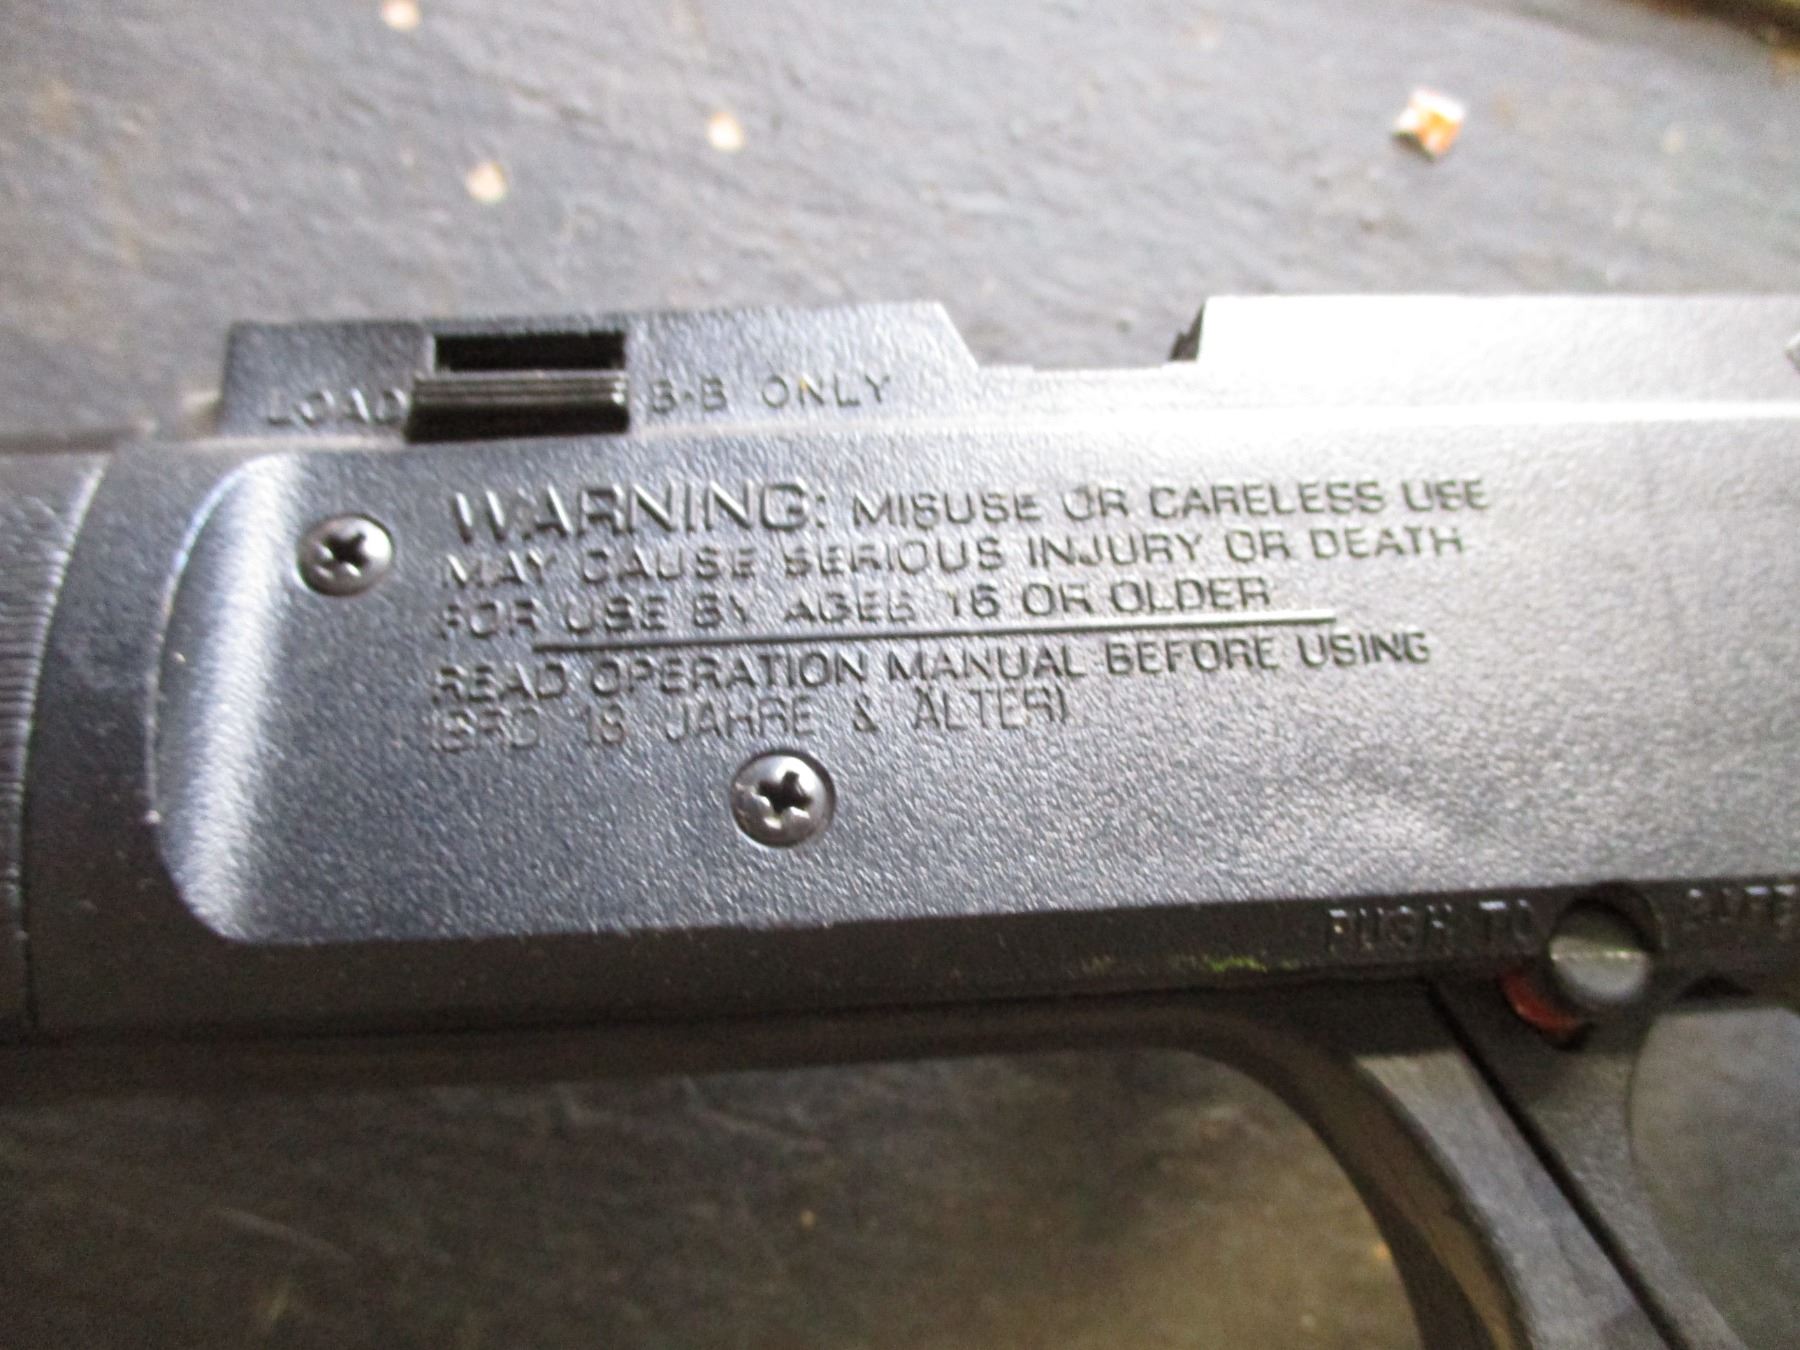 LOAD B-B ONLY
WARNING: MISUSE OR CARELESS USE
MAY CAUSE SERIOUS INJURY OR DEATH
FOR USE BY AGES 16 OR OLDER
READ OPERATION MANUAL BEFORE USING
(BRD 18 JAHRE & ÄLTER)
PUSH TO